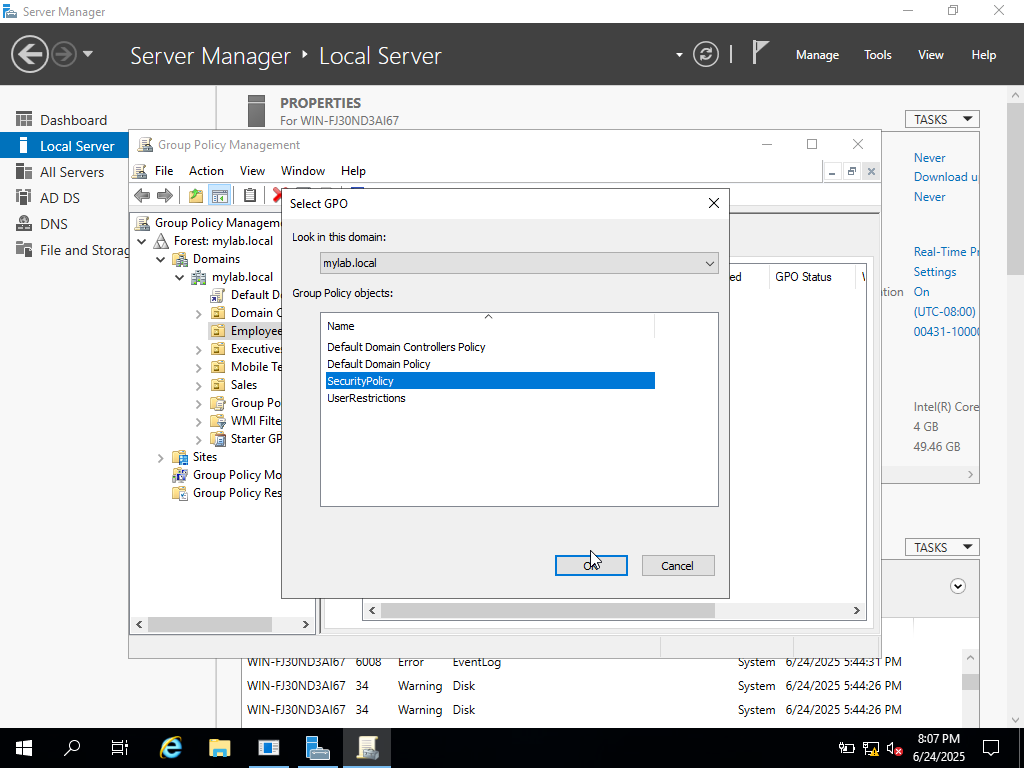 Server Manager
Server Manager ‣ Local Server
Manage Tools View Help
Dashboard
Local Server
All Servers
AD DS
DNS
File and Storag
PROPERTIES
For WIN-FJ30ND3AI67
TASKS
Never
Download u
Never
Real-Time Pr
Settings
On
(UTC-08:00)
00431-1000
Intel(R) Core
4 GB
49.46 GB
TASKS
Group Policy Management
File Action View Window Help
Group Policy Managem
Forest: mylab.local
Domains
mylab.local
Default D
Domain C
Employee
Executives
Mobile Te
Sales
Group Po
WMI Filte
Starter GP
Sites
Group Policy Mo
Group Policy Res
GPO Status
Select GPO
Look in this domain:
mylab.local
Group Policy objects:
Name
Default Domain Controllers Policy
Default Domain Policy
SecurityPolicy
UserRestrictions
Cancel
WIN-FJ30ND3AI67 6008 Error EventLog System 6/24/2025 5:44:31 PM
WIN-FJ30ND3AI67 34 Warning Disk System 6/24/2025 5:44:26 PM
WIN-FJ30ND3AI67 34 Warning Disk System 6/24/2025 5:44:26 PM
8:07 PM
6/24/2025